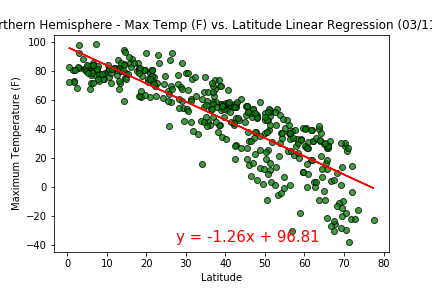 rthern Hemisphere - Max Temp (F) vs. Latitude Linear Regression (03/11
100
80
60
40
20
0
−20
−40
Maximum Temperature (F)
y = -1.26x + 96.81
0 10 20 30 40 50 60 70 80
Latitude